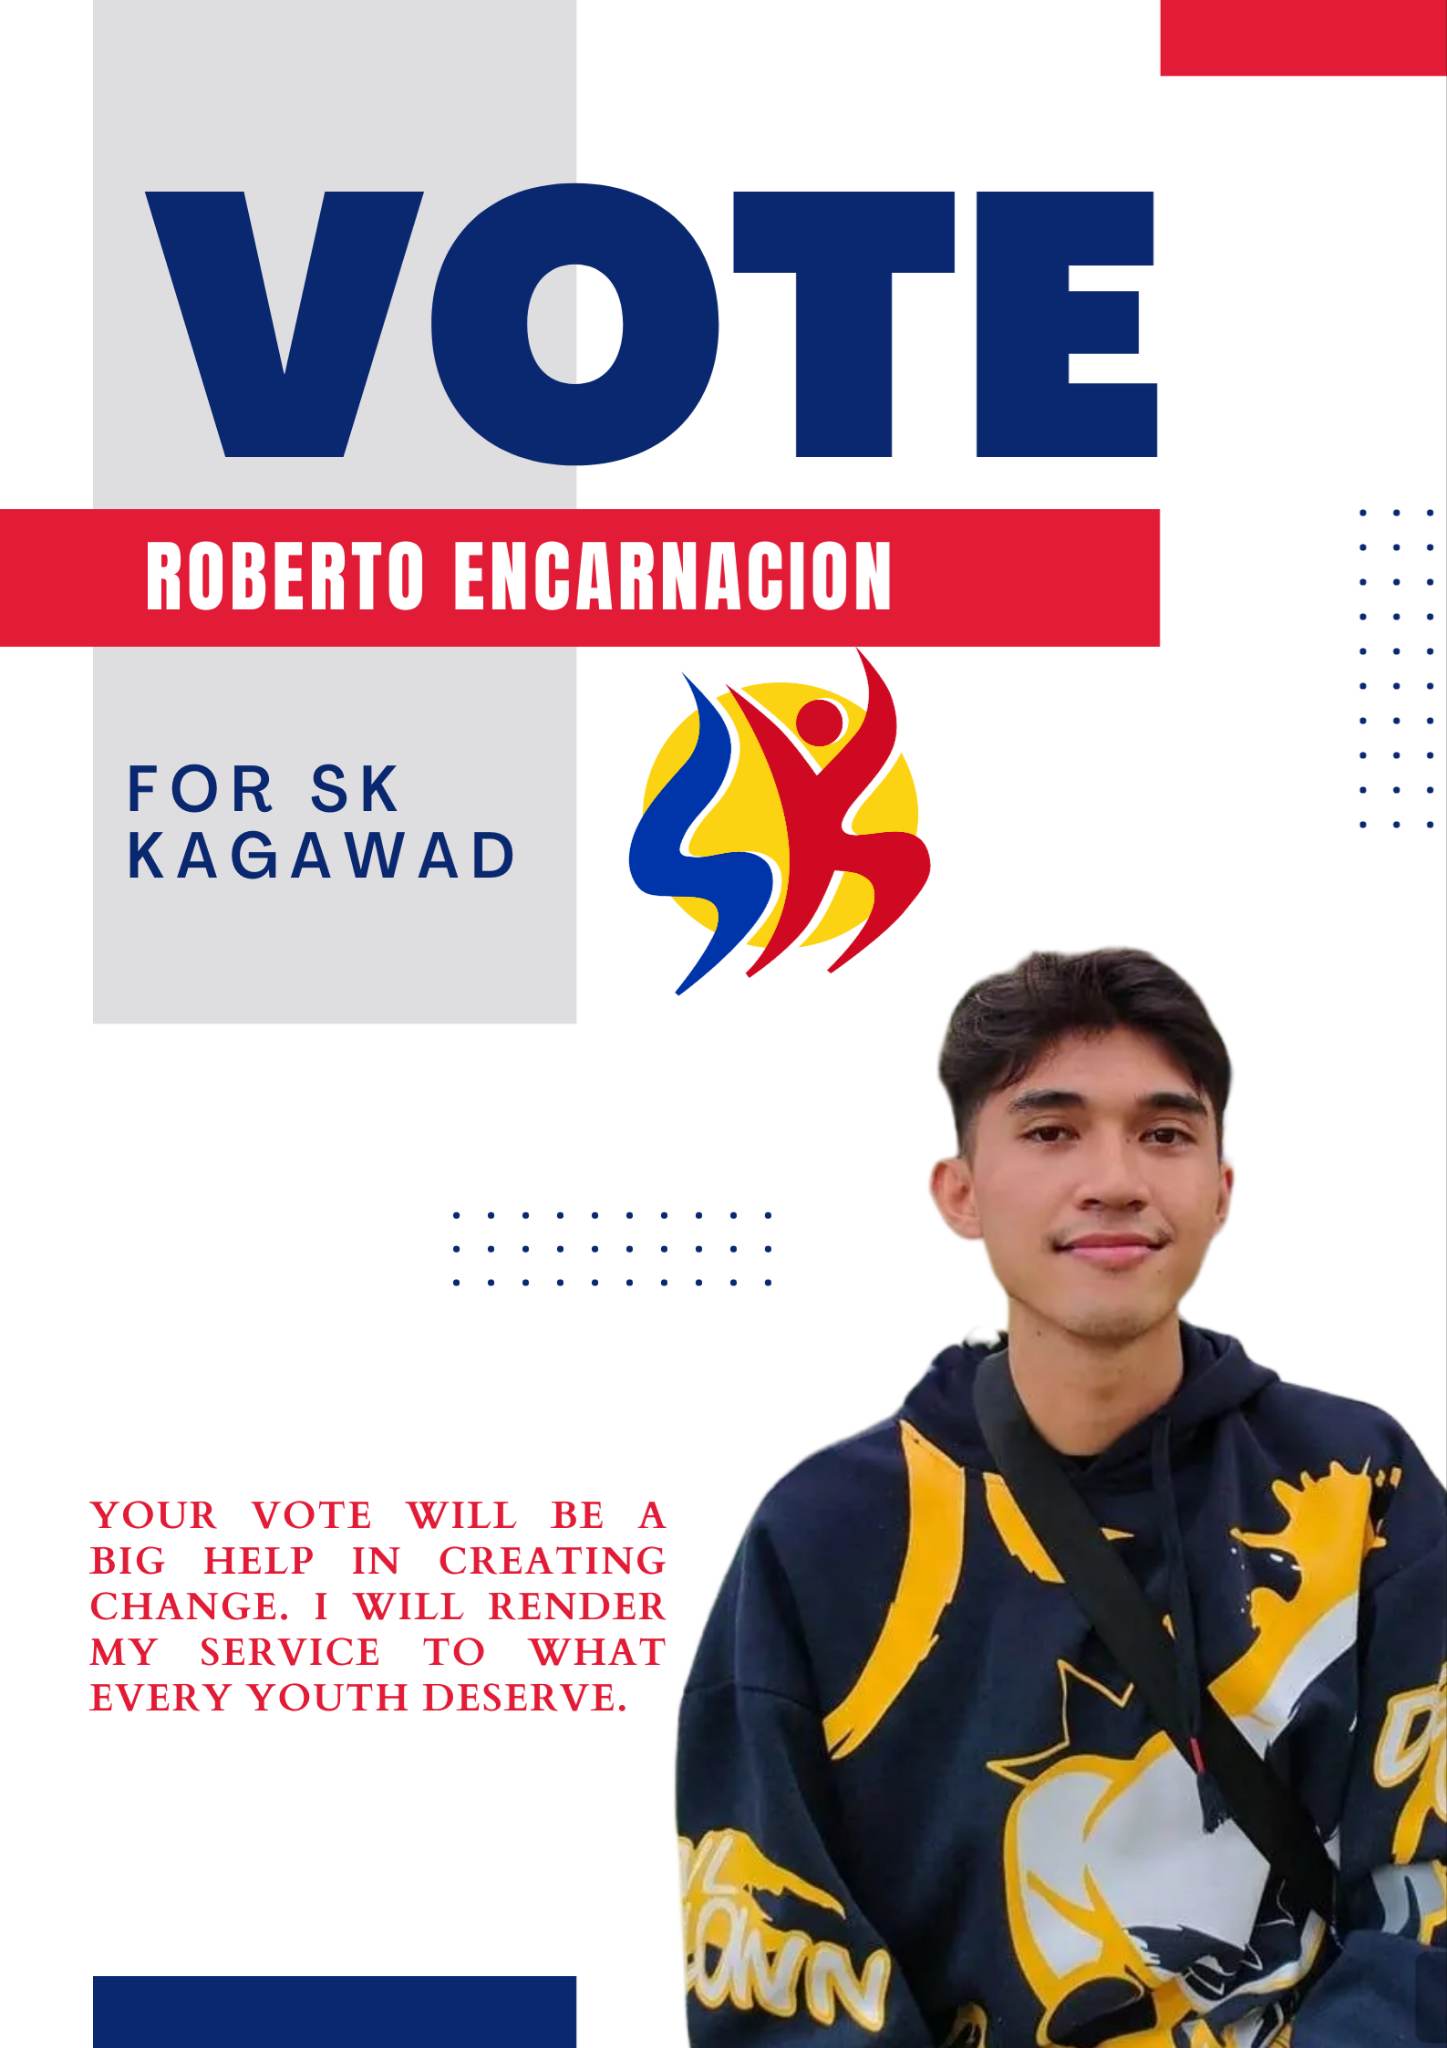 VOTE
ROBERTO ENCARNACION
FOR SK
KAGAWAD
SK
YOUR VOTE WILL BE A
BIG HELP IN CREATING
CHANGE. I WILL RENDER
MY SERVICE TO WHAT
EVERY YOUTH DESERVE.